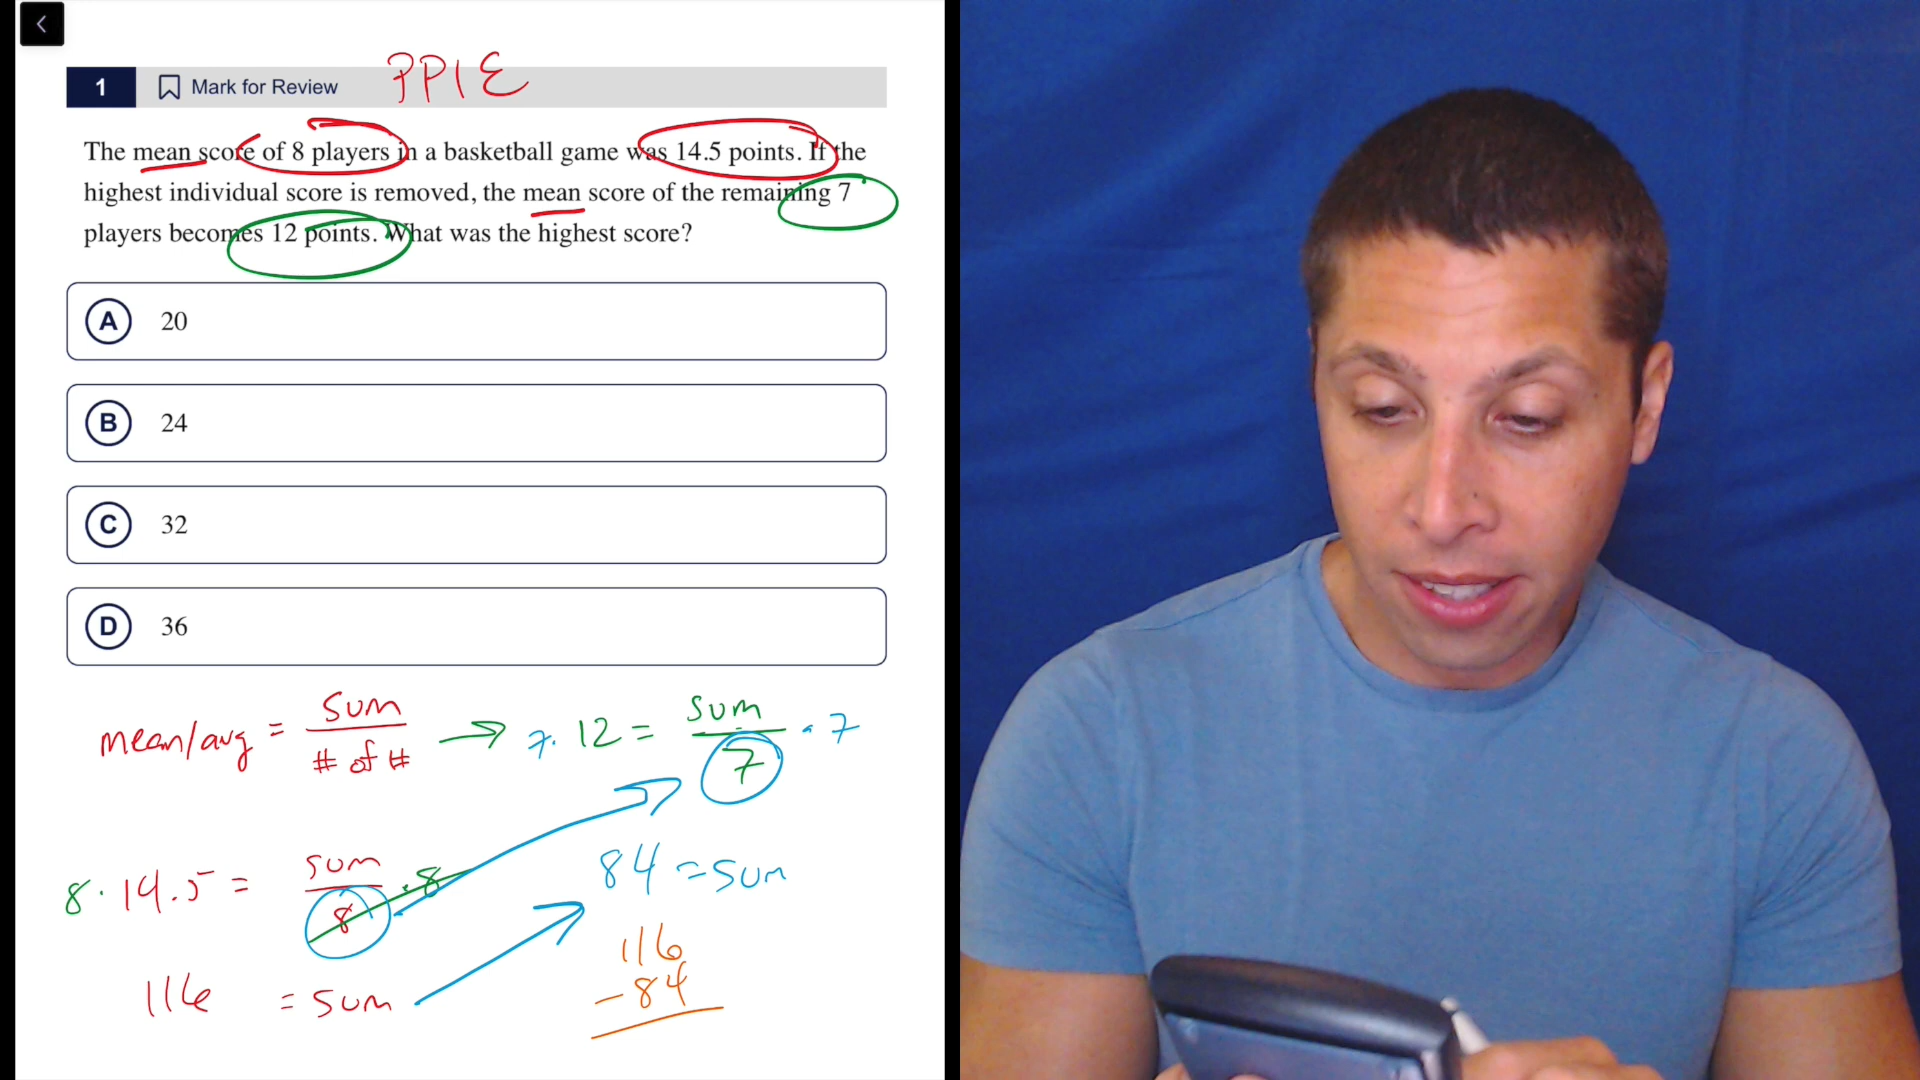 1 Mark for Review PPIE
The mean score of 8 players in a basketball game was 14.5 points. If the
highest individual score is removed, the mean score of the remaining 7
players becomes 12 points. What was the highest score?
A 20
B 24
C 32
D 36
mean/avg = sum / # of # → 7. 12 = sum / 7 . 7
8. 14.5 = sum / 8 . 8
84 = sum
116 = sum
116
- 84